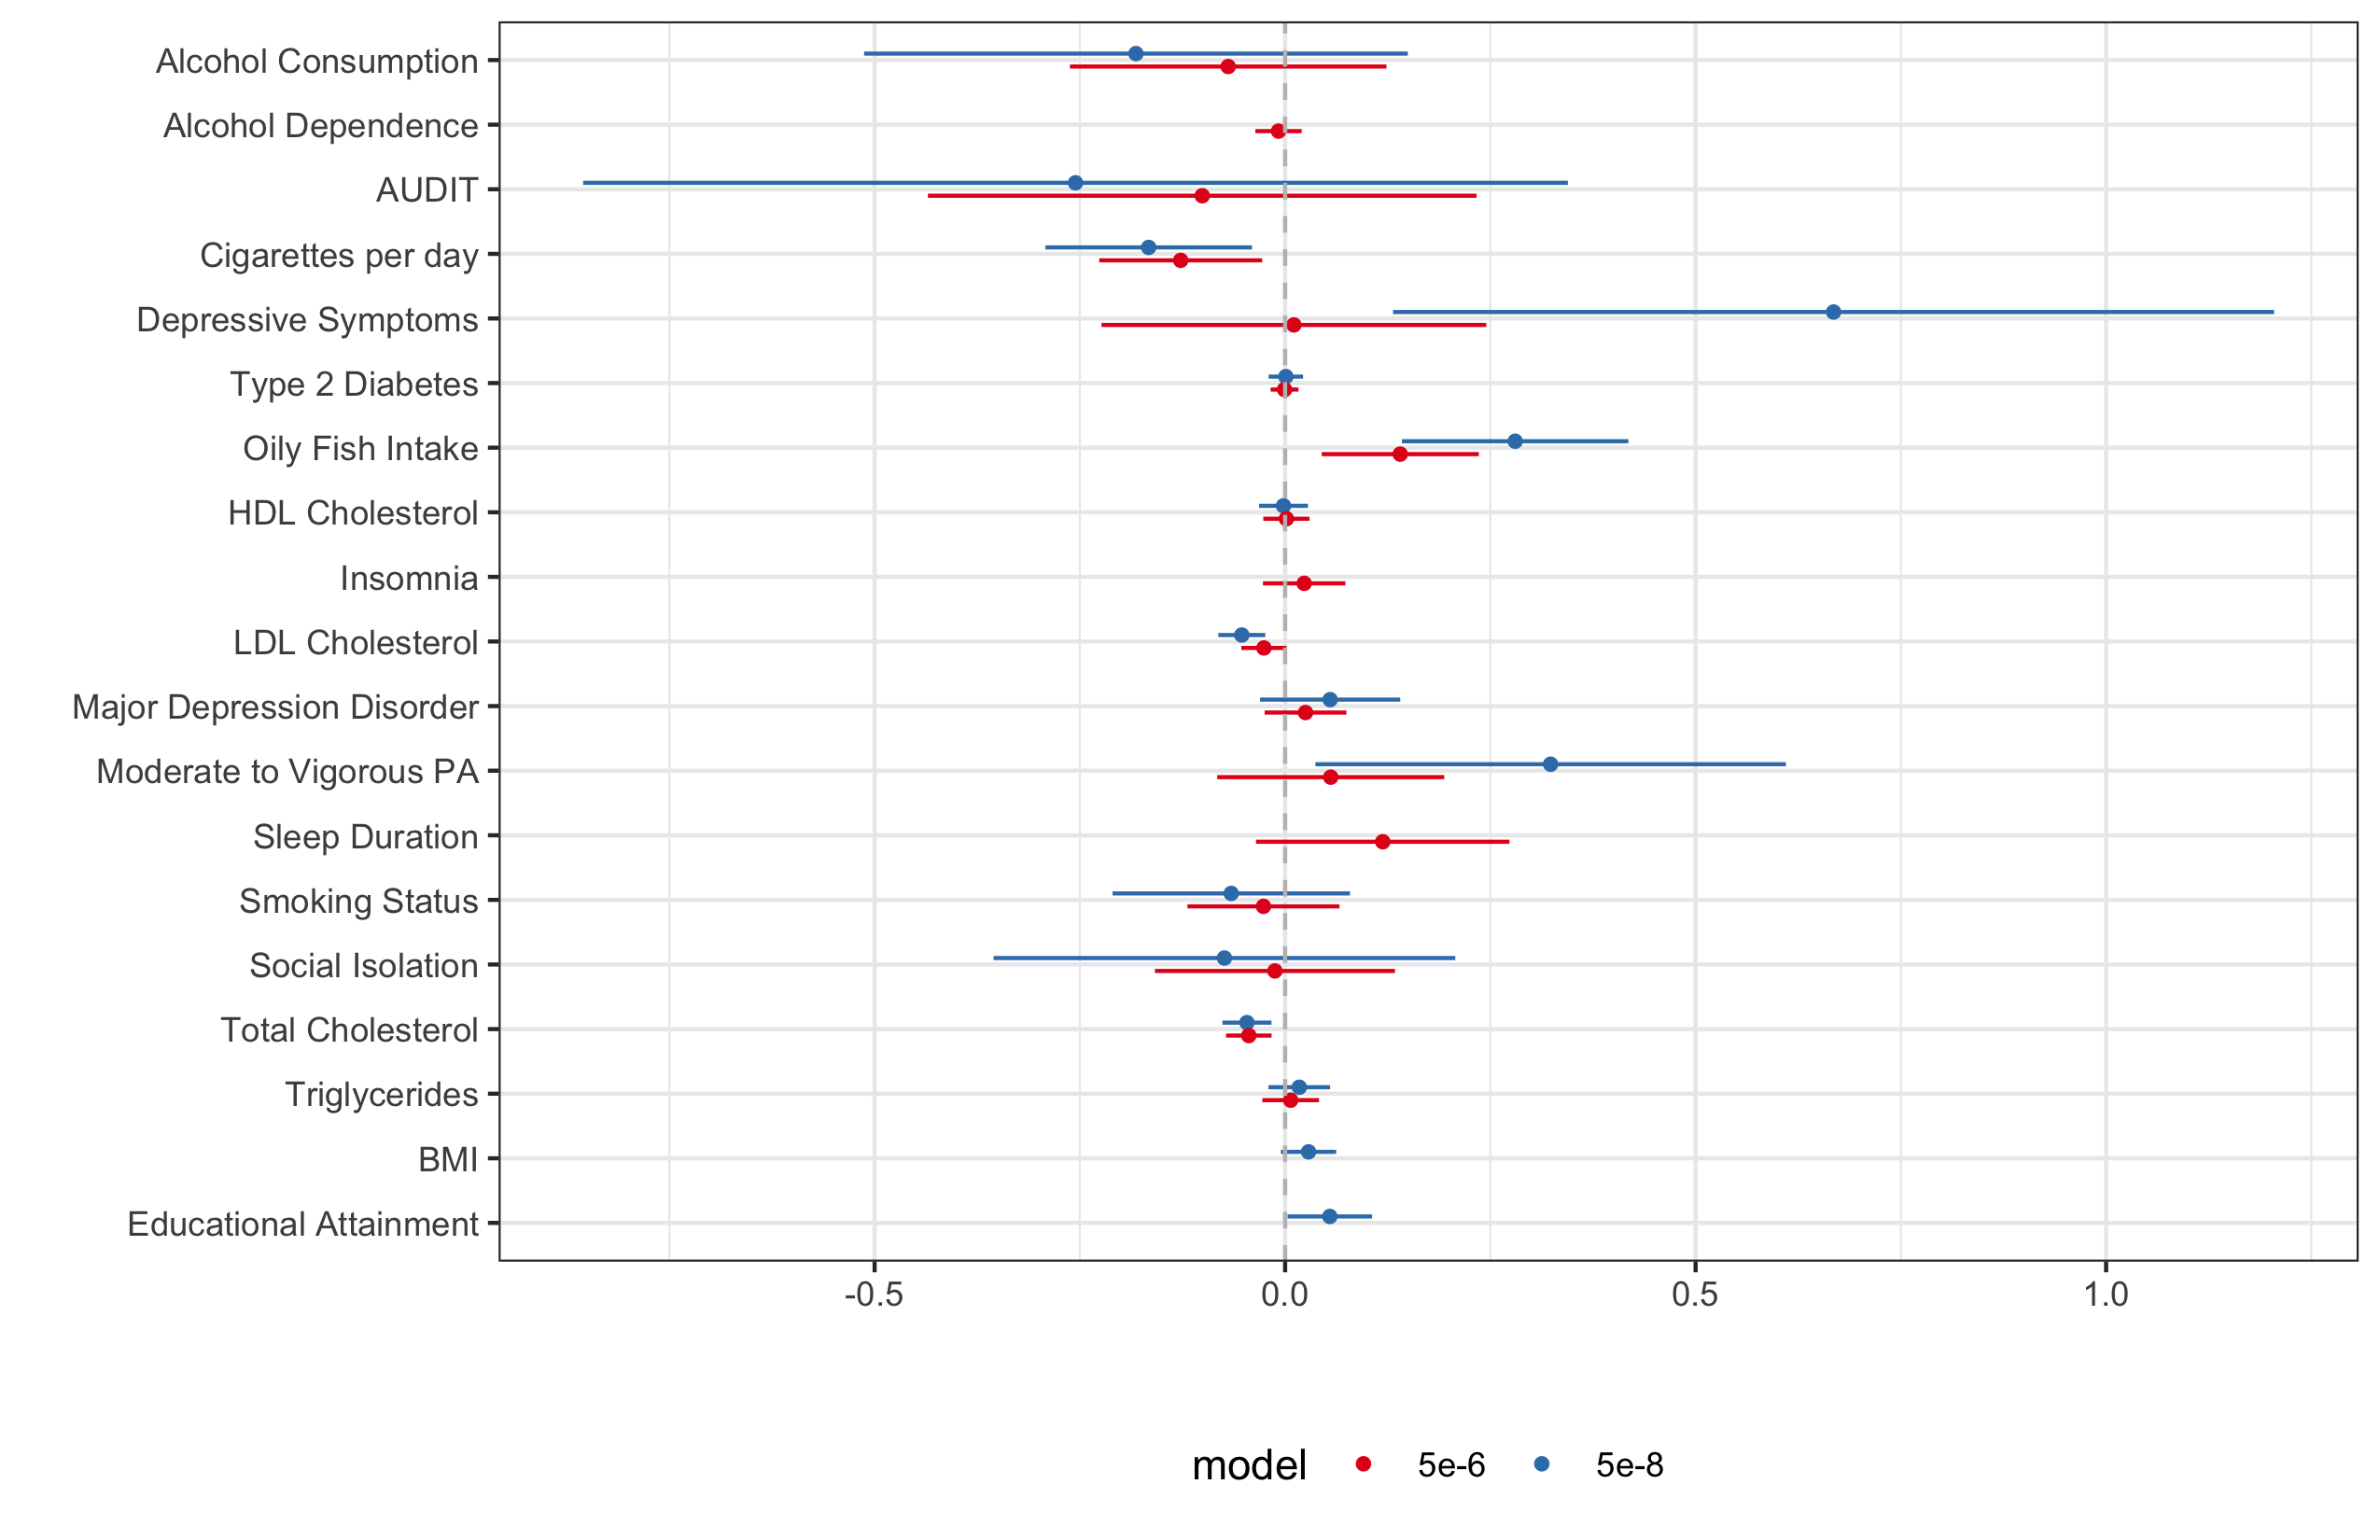 Alcohol Consumption
Alcohol Dependence
AUDIT
Cigarettes per day
Depressive Symptoms
Type 2 Diabetes
Oily Fish Intake
HDL Cholesterol
Insomnia
LDL Cholesterol
Major Depression Disorder
Moderate to Vigorous PA
Sleep Duration
Smoking Status
Social Isolation
Total Cholesterol
Triglycerides
BMI
Educational Attainment
-0.5 0.0 0.5 1.0
model 5e-6 5e-8